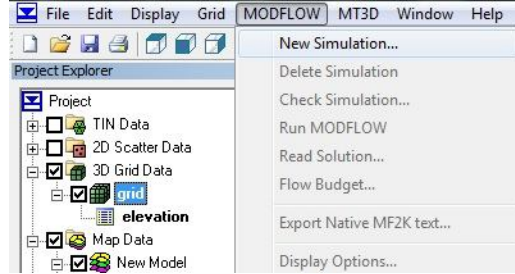 File Edit Display Grid MODFLOW MT3D Window Help
New Simulation...
Delete Simulation
Check Simulation...
Run MODFLOW
Read Solution...
Flow Budget...
Export Native MF2K text...
Display Options...
Project Explorer
Project
TIN Data
2D Scatter Data
3D Grid Data
grid
elevation
Map Data
New Model